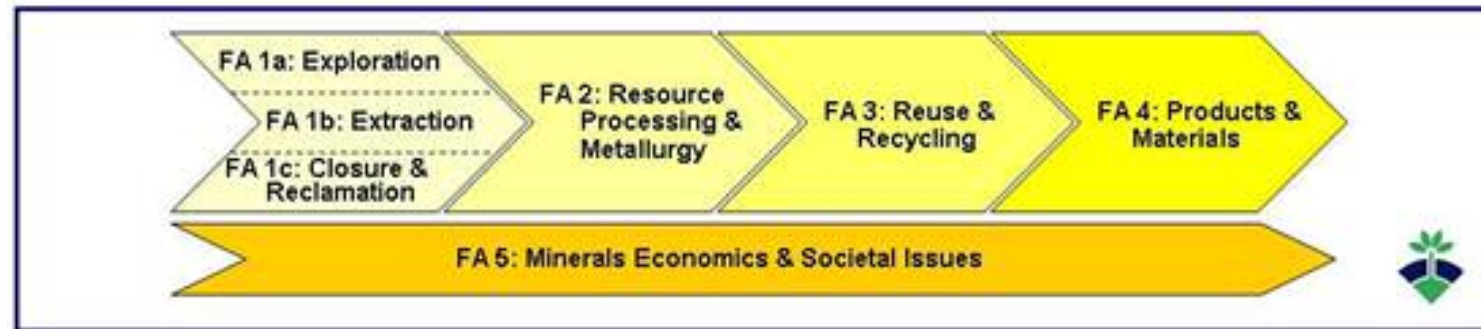 FA 1a: Exploration
FA 1b: Extraction
FA 1c: Closure &
Reclamation
FA 2: Resource
Processing &
Metallurgy
FA 3: Reuse &
Recycling
FA 4: Products &
Materials
FA 5: Minerals Economics & Societal Issues